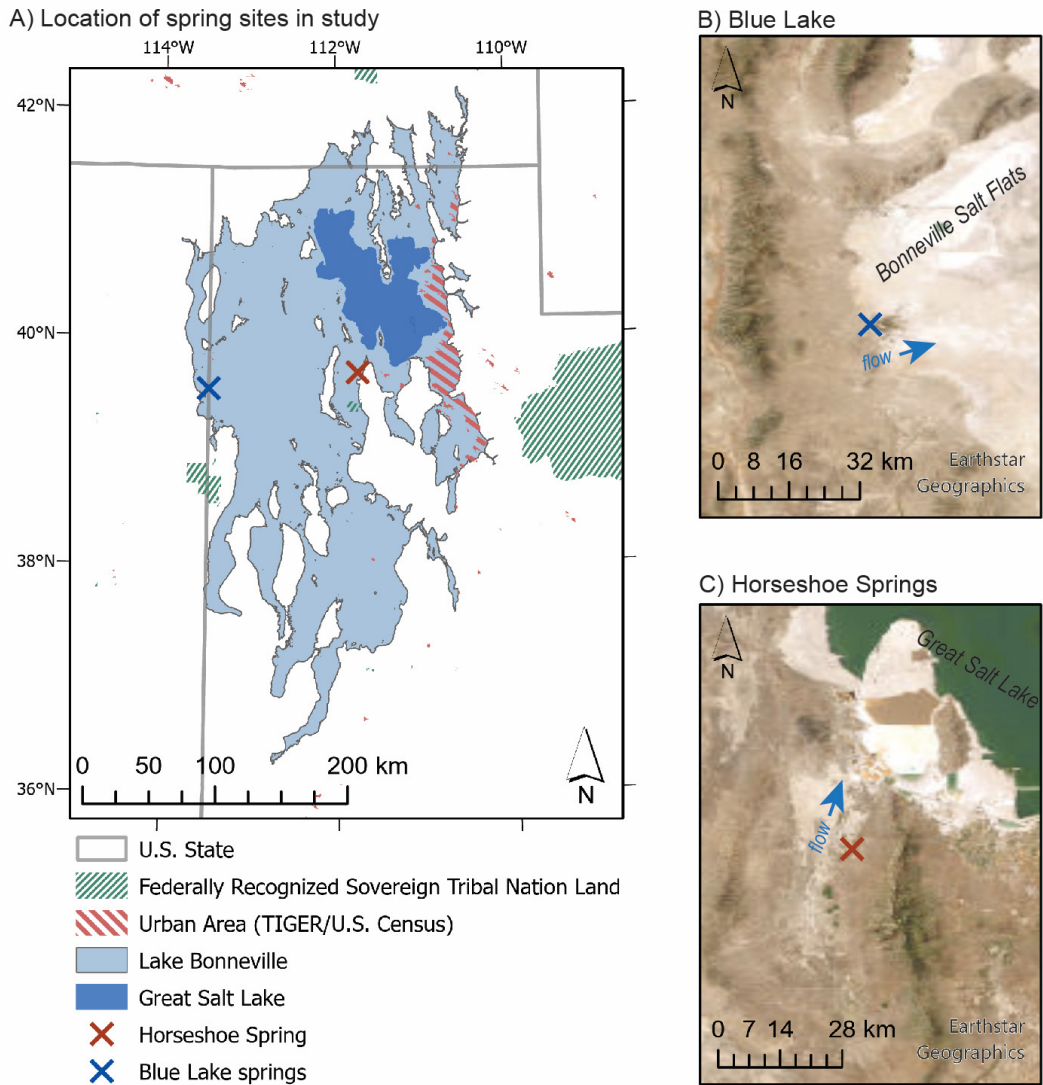 A) Location of spring sites in study
114°W 112°W 110°W
42°N
40°N
38°N
36°N
0 50 100 200 km
N
U.S. State
Federally Recognized Sovereign Tribal Nation Land
Urban Area (TIGER/U.S. Census)
Lake Bonneville
Great Salt Lake
Horseshoe Spring
Blue Lake springs
B) Blue Lake
N
Bonneville Salt Flats
flow
0 8 16 32 km
Earthstar
Geographics
C) Horseshoe Springs
N
Great Salt Lake
flow
0 7 14 28 km
Earthstar
Geographics